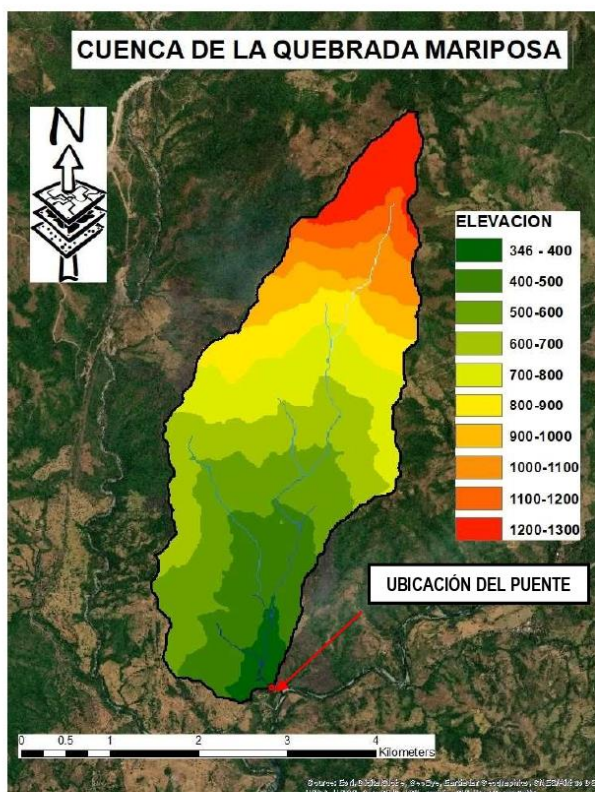 CUENCA DE LA QUEBRADA MARIPOSA
N
ELEVACION
346 - 400
400-500
500-600
600-700
700-800
800-900
900-1000
1000-1100
1100-1200
1200-1300
UBICACIÓN DEL PUENTE
0 0.5 1 2 3 4
Kilometers